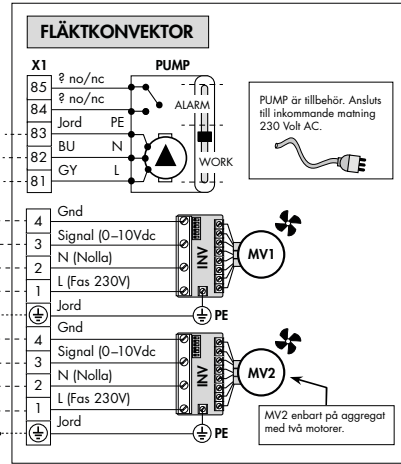 FLÄKTKONVEKTOR
X1 PUMP
85 ? no/nc
84 ? no/nc
ALARM
83 Jord PE
82 BU N
WORK
81 GY L
PUMP är tillbehör. Ansluts
till inkommande matning
230 Volt AC.
4 Gnd
3 Signal (0–10Vdc
2 N (Nolla)
1 L (Fas 230V)
Jord
INV
MV1
PE
4 Gnd
3 Signal (0–10Vdc
2 N (Nolla)
1 L (Fas 230V)
Jord
INV
MV2
PE
MV2 enbart på aggregat
med två motorer.